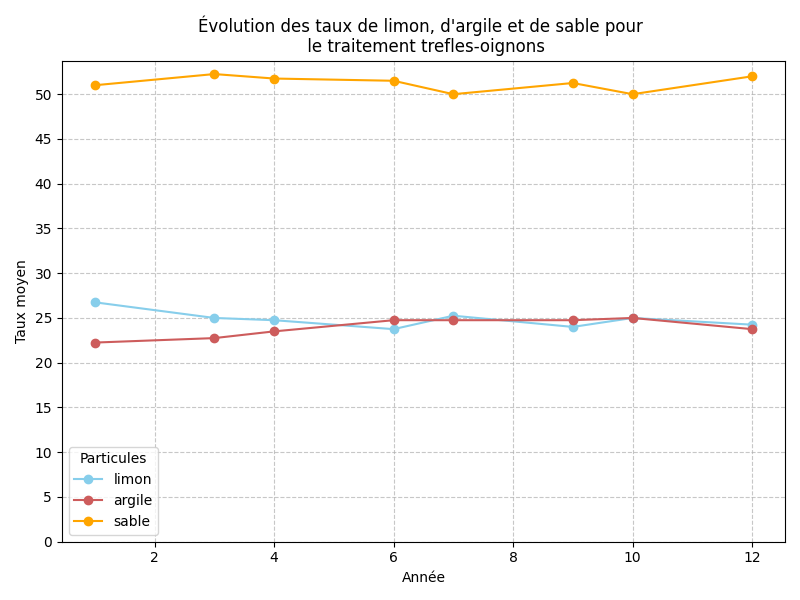 Évolution des taux de limon, d'argile et de sable pour
le traitement trefles-oignons
Taux moyen
50
45
40
35
30
25
20
15
10
5
0
Particules
limon
argile
sable
2
4
6
8
10
12
Année